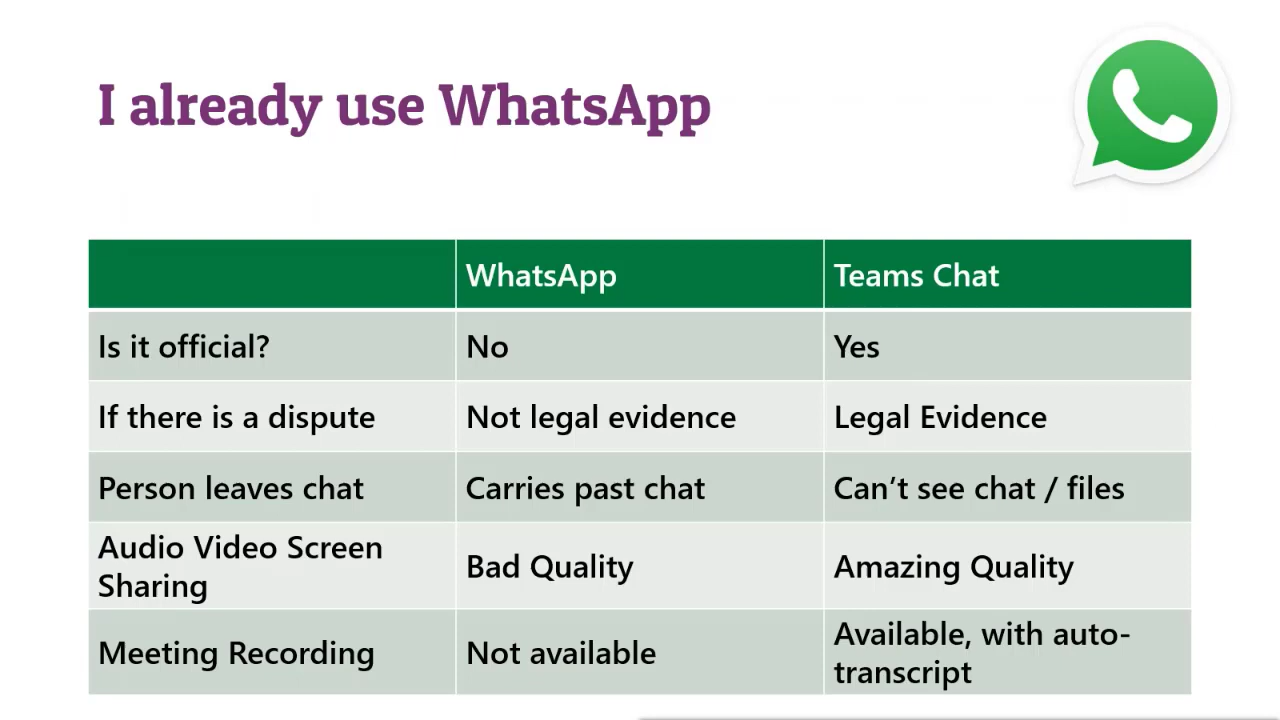 I already use WhatsApp
WhatsApp
Teams Chat
Is it official?
No
Yes
If there is a dispute
Not legal evidence
Legal Evidence
Person leaves chat
Carries past chat
Can’t see chat / files
Audio Video Screen
Sharing
Bad Quality
Amazing Quality
Meeting Recording
Not available
Available, with auto-
transcript